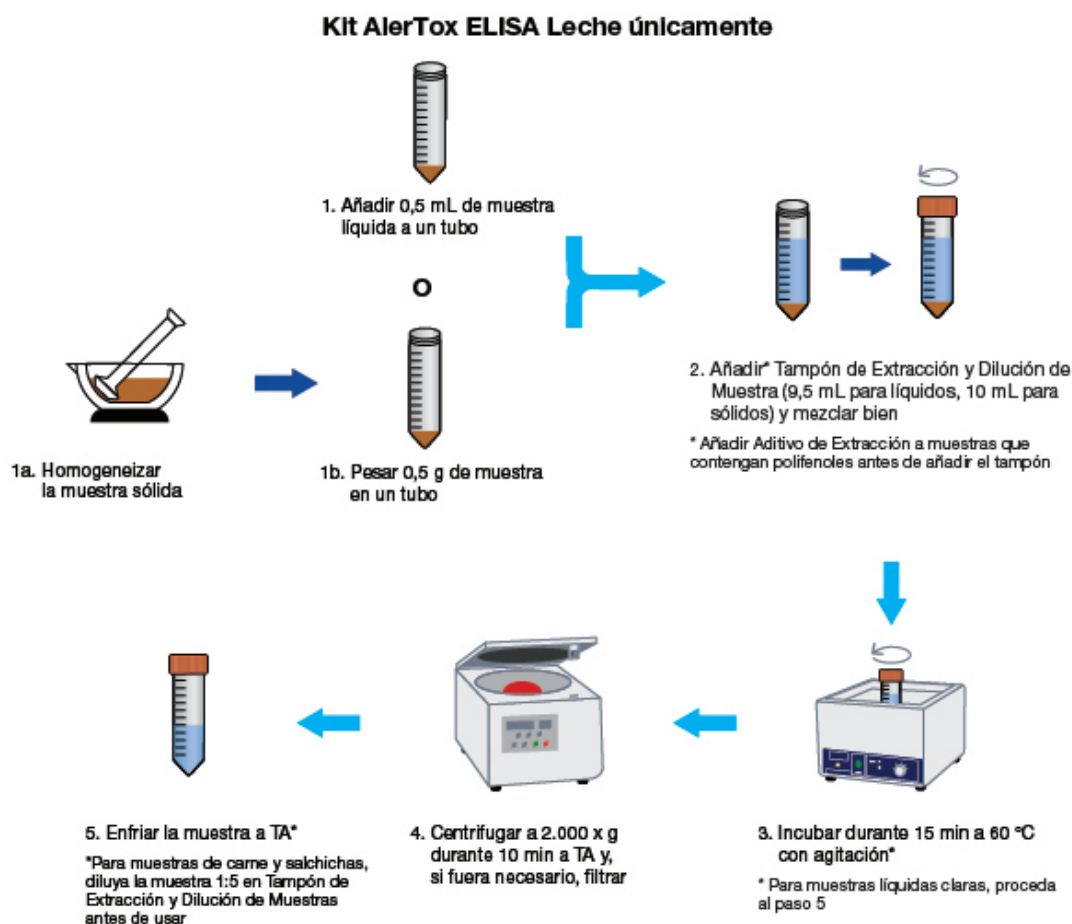 Kit AlerTox ELISA Leche únicamente
1. Añadir 0,5 mL de muestra
líquida a un tubo
O
1a. Homogeneizar
la muestra sólida
1b. Pesar 0,5 g de muestra
en un tubo
2. Añadir* Tampón de Extracción y Dilución de
Muestra (9,5 mL para líquidos, 10 mL para
sólidos) y mezclar bien
* Añadir Aditivo de Extracción a muestras que
contengan polifenoles antes de añadir el tampón
3. Incubar durante 15 min a 60 ºC
con agitación*
* Para muestras líquidas claras, proceda
al paso 5
4. Centrifugar a 2.000 x g
durante 10 min a TA y,
si fuera necesario, filtrar
5. Enfriar la muestra a TA*
*Para muestras de carne y salchichas,
diluya la muestra 1:5 en Tampón de
Extracción y Dilución de Muestras
antes de usar